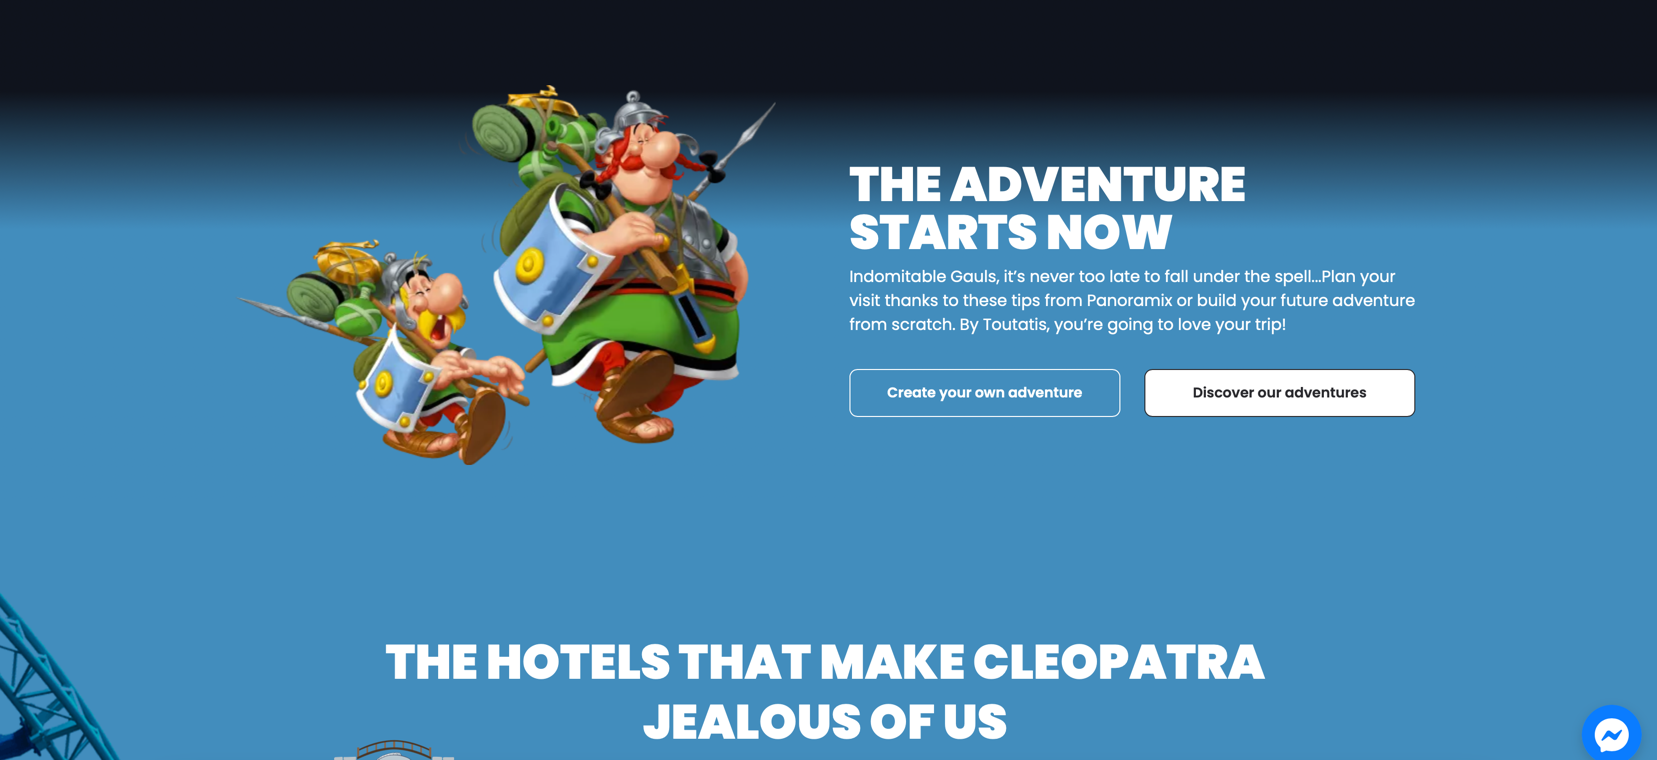 THE ADVENTURE
STARTS NOW
Indomitable Gauls, it’s never too late to fall under the spell...Plan your
visit thanks to these tips from Panoramix or build your future adventure
from scratch. By Toutatis, you’re going to love your trip!
Create your own adventure
Discover our adventures
THE HOTELS THAT MAKE CLEOPATRA
JEALOUS OF US